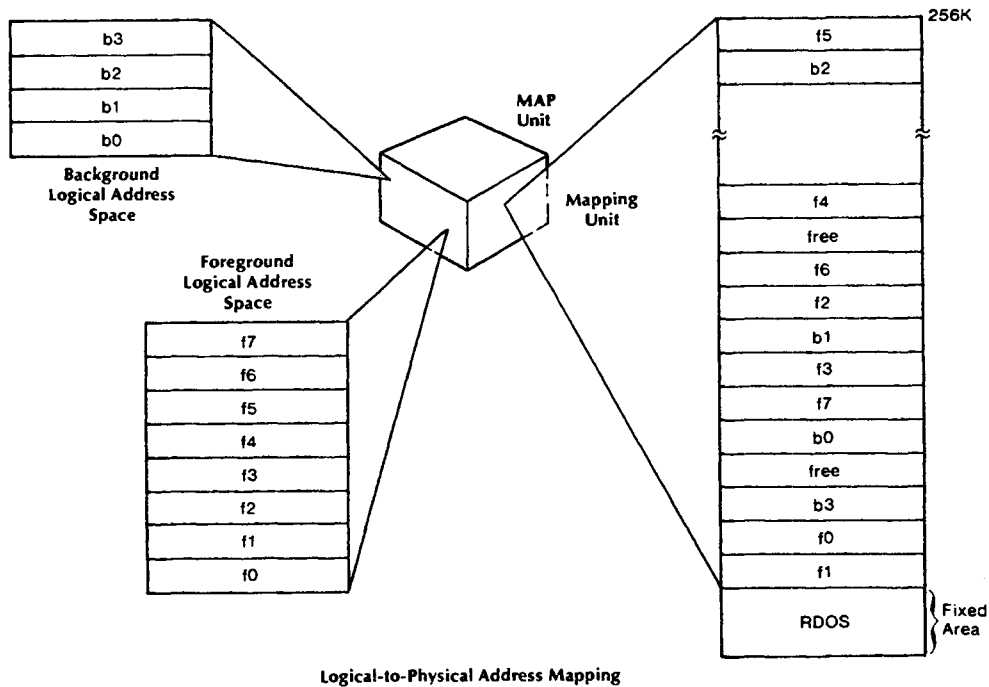 b3
b2
b1
b0
Background
Logical Address
Space
Foreground
Logical Address
Space
f7
f6
f5
f4
f3
f2
f1
f0
MAP
Unit
Mapping
Unit
256K
f5
b2
f4
free
f6
f2
b1
f3
f7
b0
free
b3
f0
f1
RDOS
Fixed
Area
Logical-to-Physical Address Mapping